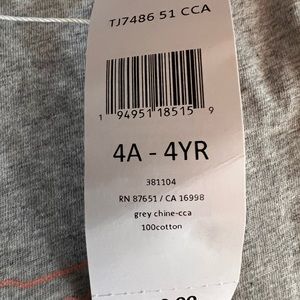 TJ7486 51 CCA
1 94951 18515 9
4A - 4YR
381104
RN 87651 / CA 16998
grey chine-cca
100cotton